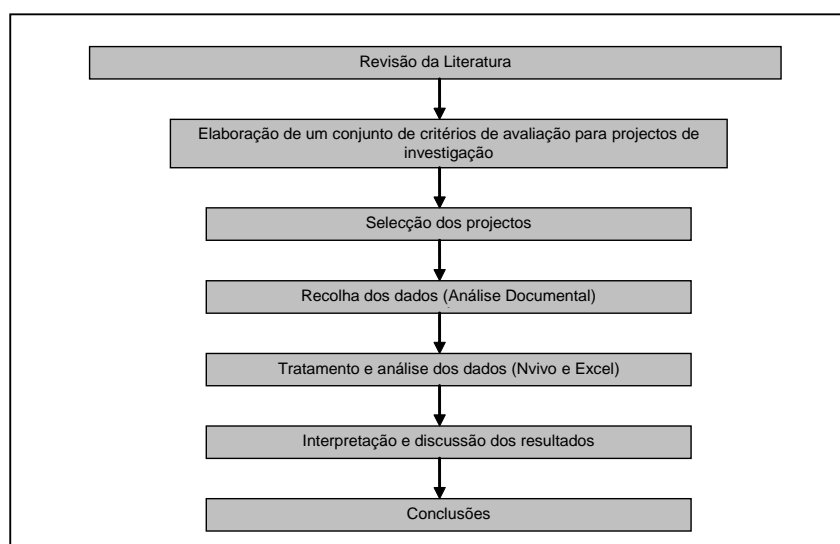 Revisão da Literatura
Elaboração de um conjunto de critérios de avaliação para projectos de
investigação
Selecção dos projectos
Recolha dos dados (Análise Documental)
Tratamento e análise dos dados (Nvivo e Excel)
Interpretação e discussão dos resultados
Conclusões